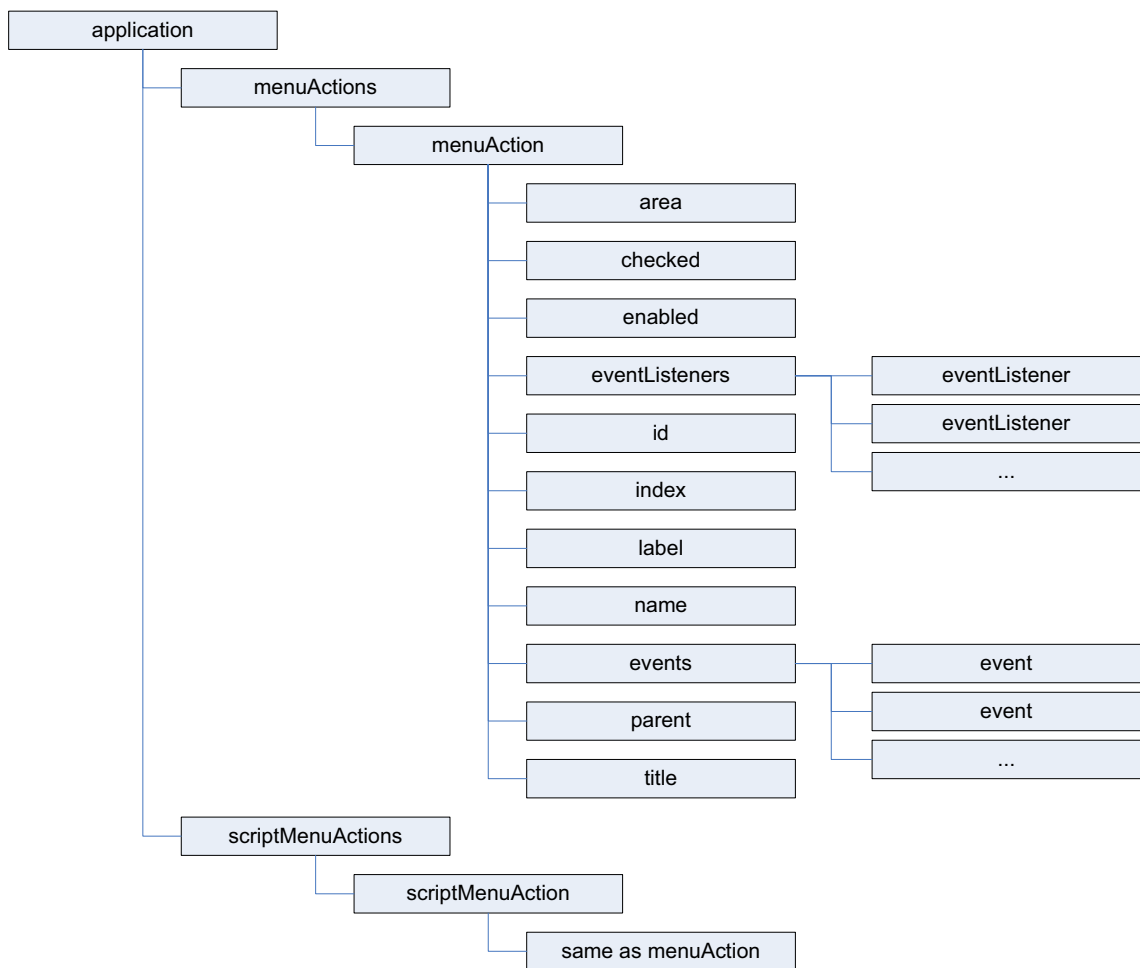 application
menuActions
menuAction
area
checked
enabled
eventListeners
eventListener
eventListener
...
id
index
label
name
events
event
event
...
parent
title
scriptMenuActions
scriptMenuAction
same as menuAction